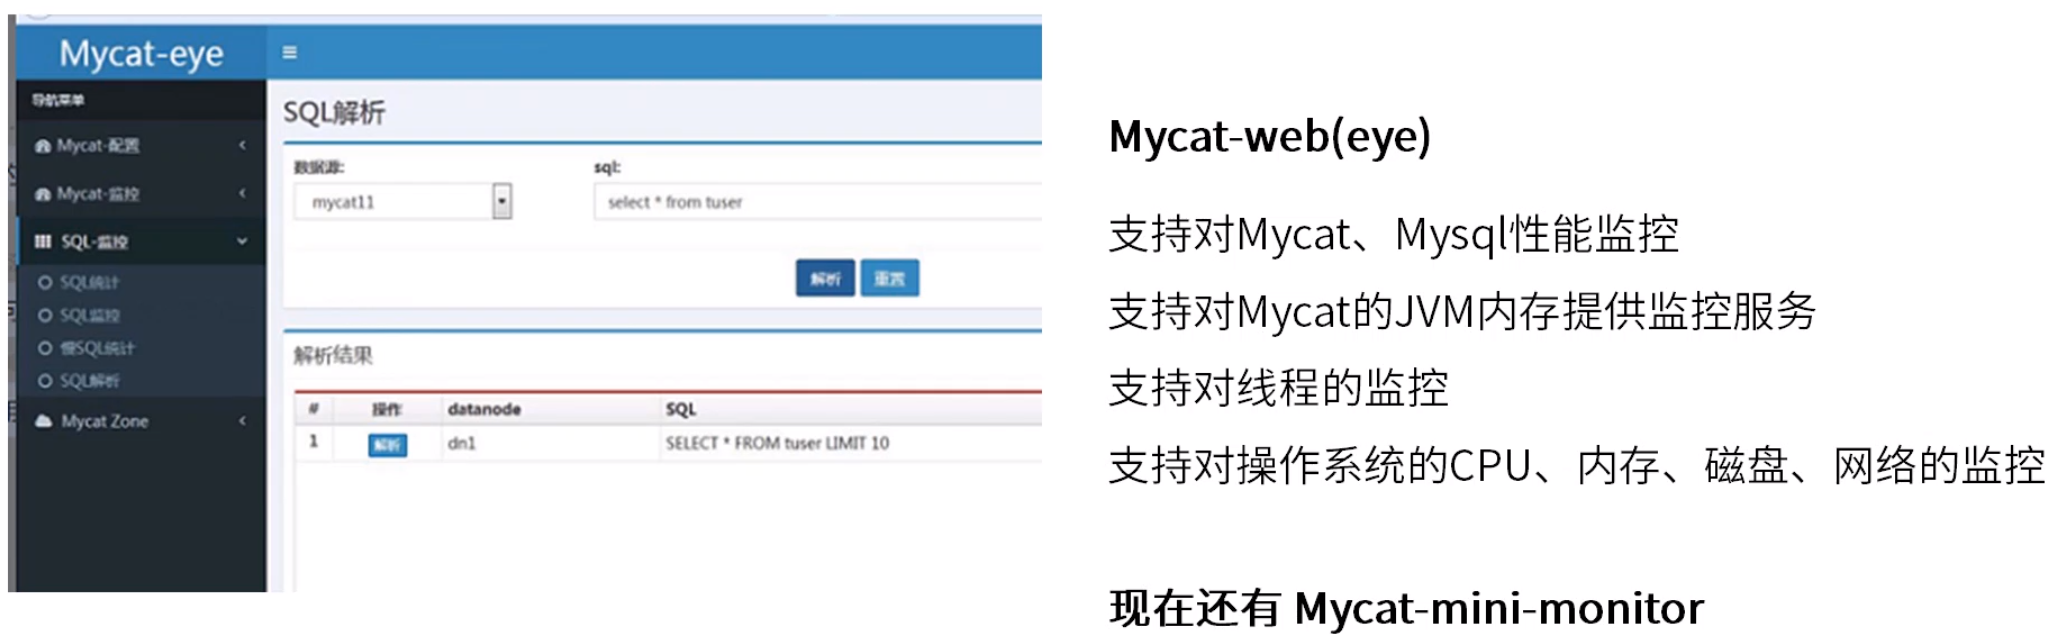 Mycat-eye
导航菜单
Mycat-配置
Mycat-监控
SQL-监控
SQL统计
SQL监控
慢SQL统计
SQL解析
Mycat Zone
SQL解析
数据源:
sql:
mycat11
select * from tuser
解析
重置
解析结果
# 操作 datanode SQL
1 解析 dn1 SELECT * FROM tuser LIMIT 10
Mycat-web(eye)
支持对Mycat、Mysql性能监控
支持对Mycat的JVM内存提供监控服务
支持对线程的监控
支持对操作系统的CPU、内存、磁盘、网络的监控
现在还有 Mycat-mini-monitor